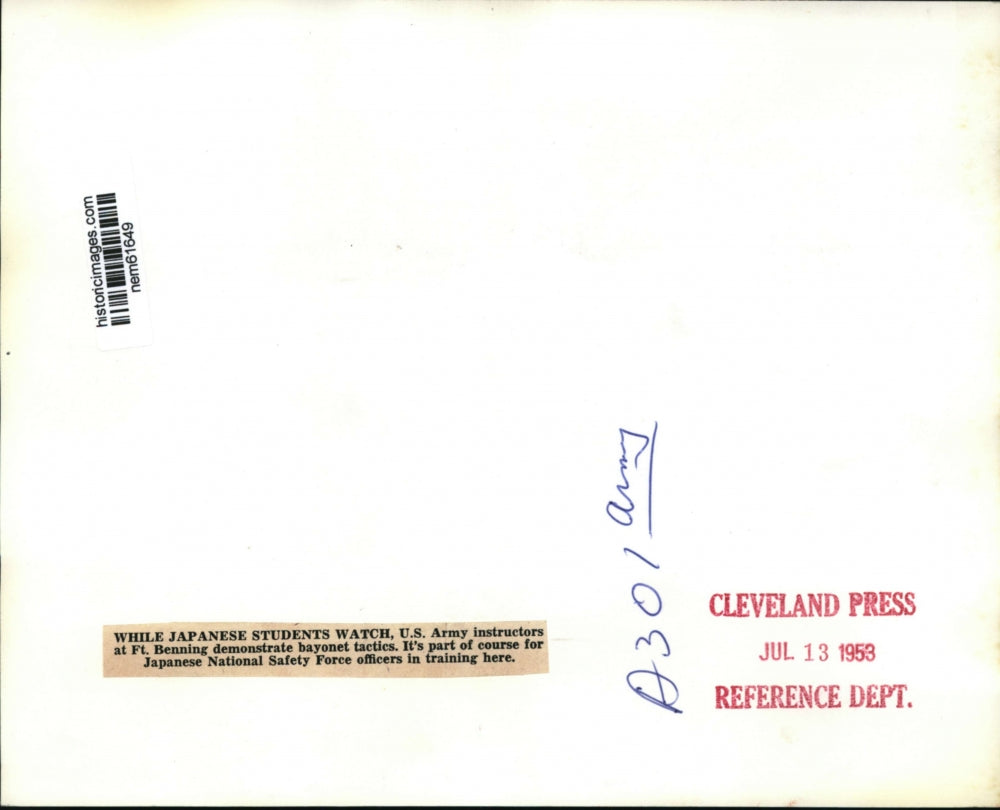 historicimages.com
nem61649
A301 Army
CLEVELAND PRESS
JUL 13 1953
REFERENCE DEPT.
WHILE JAPANESE STUDENTS WATCH, U.S. Army instructors
at Ft. Benning demonstrate bayonet tactics. It's part of course for
Japanese National Safety Force officers in training here.